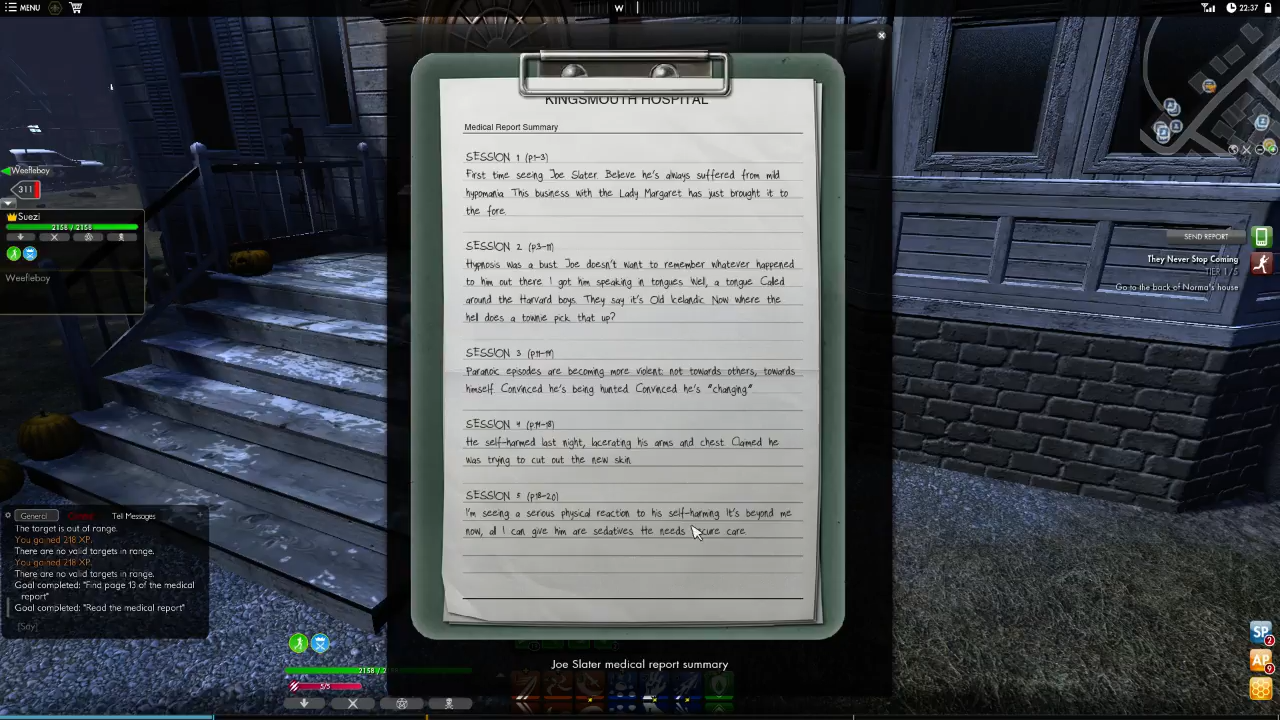 MENU
W
22:37
Weefleboy
311
Suezi
2158 / 2158
Weefleboy
KINGSMOUTH HOSPITAL
Medical Report Summary
SESSION 1 (p1-3)
First time seeing Joe Slater. Believe he's always suffered from mild
hypomania. This business with the Lady Margaret has just brought it to
the fore.
SESSION 2 (p3-11)
Hypnosis was a bust. Joe doesn't want to remember whatever happened
to him out there. I got him speaking in tongues. Well, a tongue. Called
around the Harvard boys. They say it's Old Icelandic. Now where the
hell does a townie pick that up?
SESSION 3 (p11-14)
Paranoic episodes are becoming more violent: not towards others, towards
himself. Convinced he's being hunted. Convinced he's "changing"
SESSION 4 (p14-18)
He self-harmed last night, lacerating his arms and chest. Clamed he
was trying to cut out the new skin.
SESSION 5 (p18-20)
I'm seeing a serious physical reaction to his self-harming. It's beyond me
now, all I can give him are sedatives. He needs care
Joe Slater medical report summary
SEND REPORT
They Never Stop Coming
TIER 1/5
Go to the back of Norma's house
General
Tell Messages
The target is out of range.
You gained 218 XP.
There are no valid targets in range.
You gained 218 XP.
There are no valid targets in range.
Goal completed: "Find page 13 of the medical
report"
Goal completed: "Read the medical report"
[Say]
2158 / 2
5/5
SP
2
AP
9